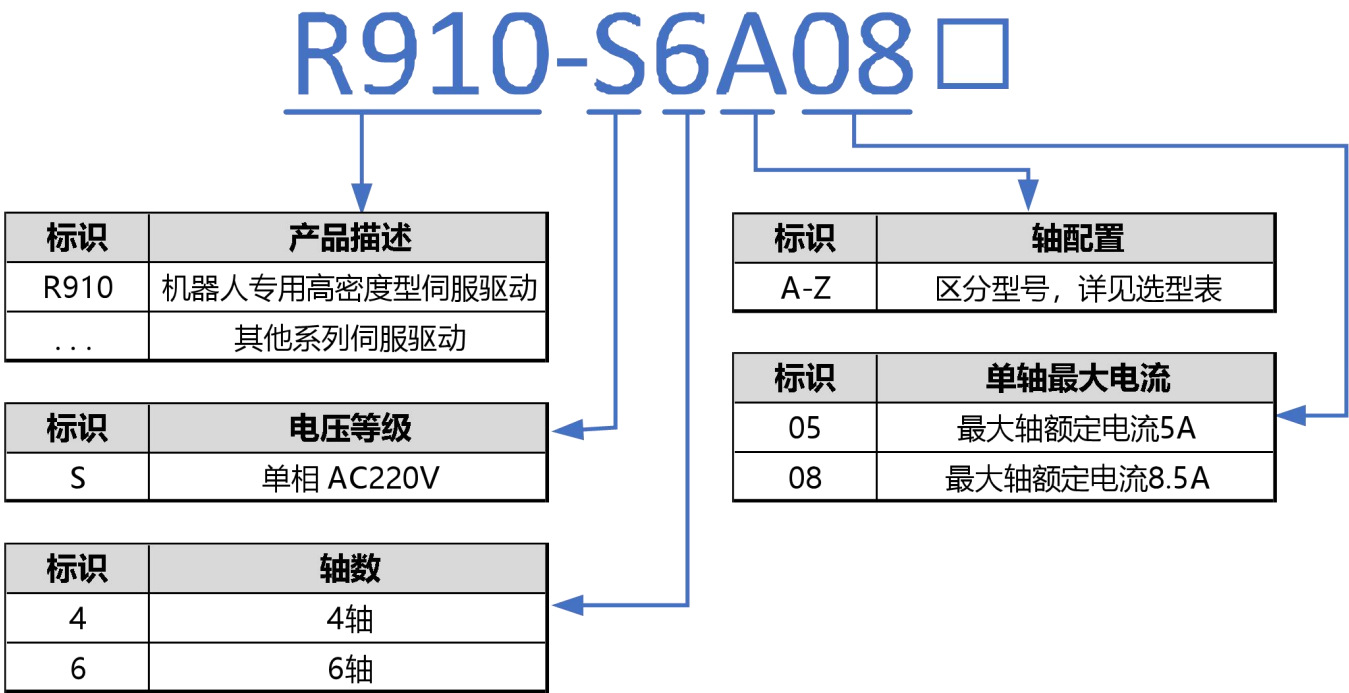 R910-S6A08□
标识 产品描述
R910 机器人专用高密度型伺服驱动
... 其他系列伺服驱动
标识 电压等级
S 单相 AC220V
标识 轴数
4 4轴
6 6轴
标识 轴配置
A-Z 区分型号，详见选型表
标识 单轴最大电流
05 最大轴额定电流5A
08 最大轴额定电流8.5A